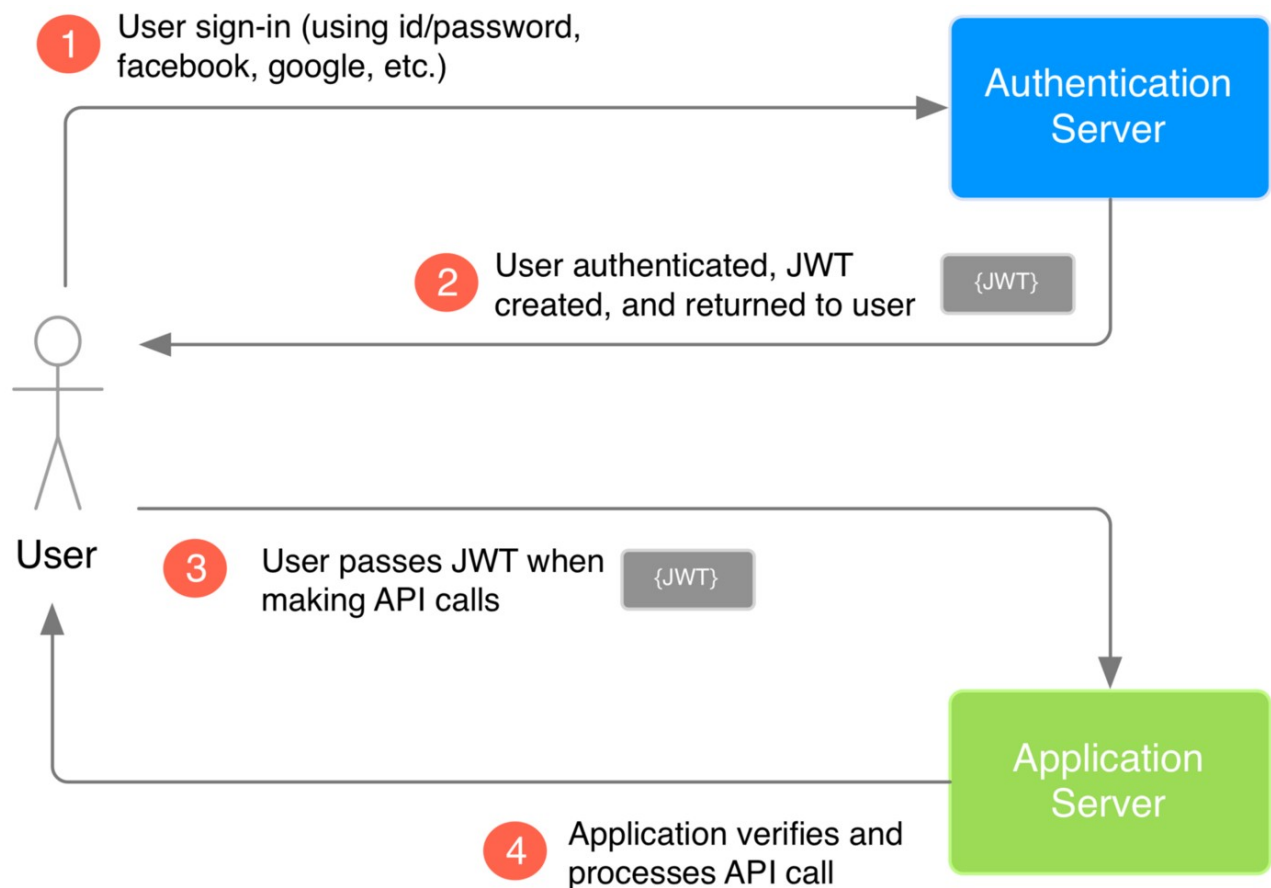 1
User sign-in (using id/password,
facebook, google, etc.)
Authentication
Server
2
User authenticated, JWT
created, and returned to user
{JWT}
User
3
User passes JWT when
making API calls
{JWT}
Application
Server
4
Application verifies and
processes API call